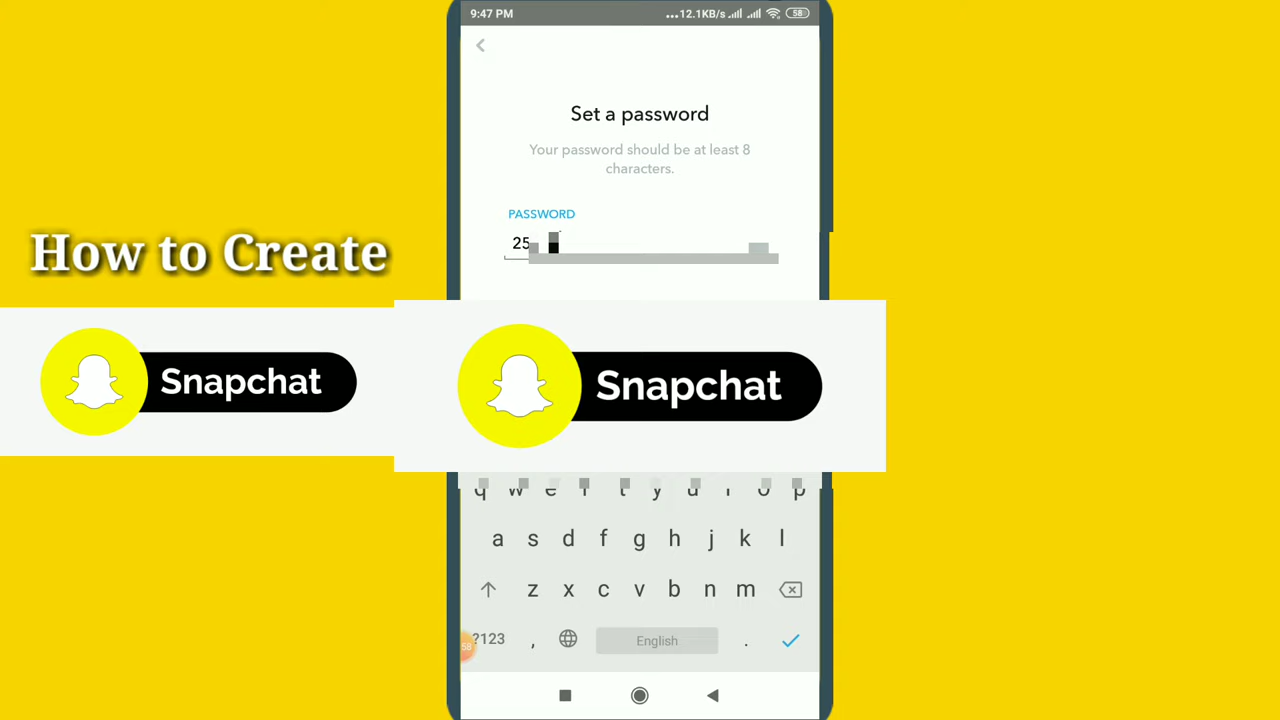 9:47 PM
...12.1KB/s
58
Set a password
Your password should be at least 8
characters.
PASSWORD
25
How to Create
Snapchat
Snapchat
q w e r t y u i o p
a s d f g h j k l
z x c v b n m
?123 , English .
58